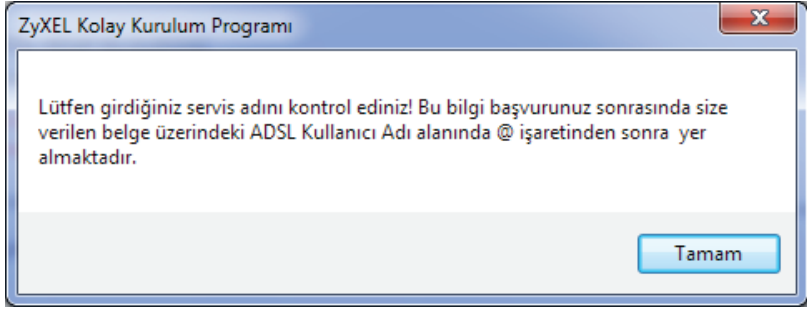 ZyXEL Kolay Kurulum Programı
Lütfen girdiğiniz servis adını kontrol ediniz! Bu bilgi başvurunuz sonrasında size
verilen belge üzerindeki ADSL Kullanıcı Adı alanında @ işaretinden sonra  yer
almaktadır.
Tamam